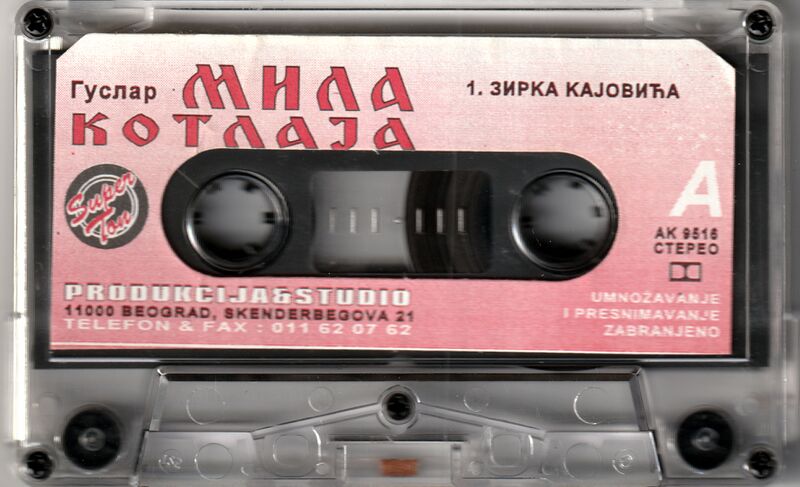 Гуслар МИЛА
КОТЛАЈА
1. ЗИРКА КАЈОВИЋА
Super
Ton
A
АК 9516
СТЕРЕО
PRODUKCIJA&STUDIO
11000 BEOGRAD, SKENDERBEGOVA 21
TELEFON & FAX : 011 62 07 62
UMNOŽAVANJE
I PRESNIMAVANJE
ZABRANJENO